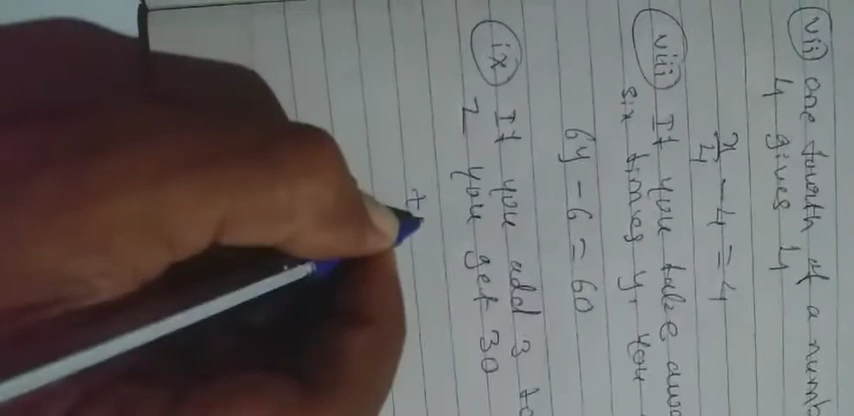 vii one fourth of a numb
4 gives 4
x/4 - 4 = 4
viii If you take awa
six times y, you
6y - 6 = 60
ix If you add 3 to
2 you get 30